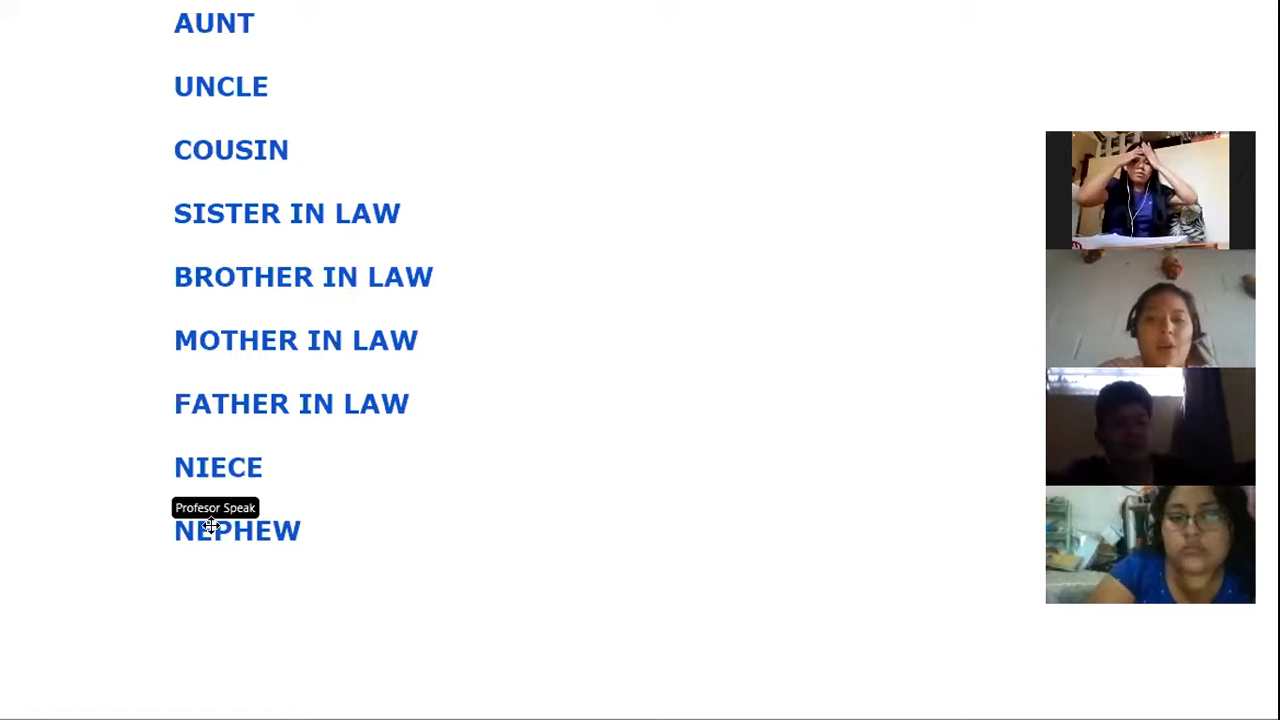 AUNT
UNCLE
COUSIN
SISTER IN LAW
BROTHER IN LAW
MOTHER IN LAW
FATHER IN LAW
NIECE
Profesor Speak
NEPHEW